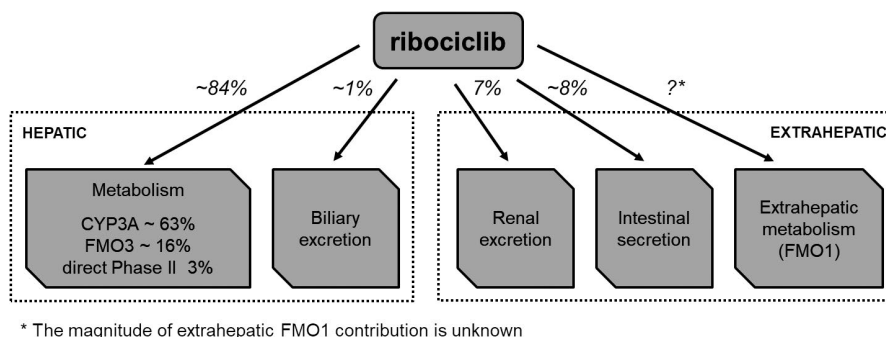 ribociclib
~84%
~1%
7%
~8%
?*
HEPATIC
EXTRAHEPATIC
Metabolism
CYP3A ~ 63%
FMO3 ~ 16%
direct Phase II 3%
Biliary
excretion
Renal
excretion
Intestinal
secretion
Extrahepatic
metabolism
(FMO1)
* The magnitude of extrahepatic FMO1 contribution is unknown